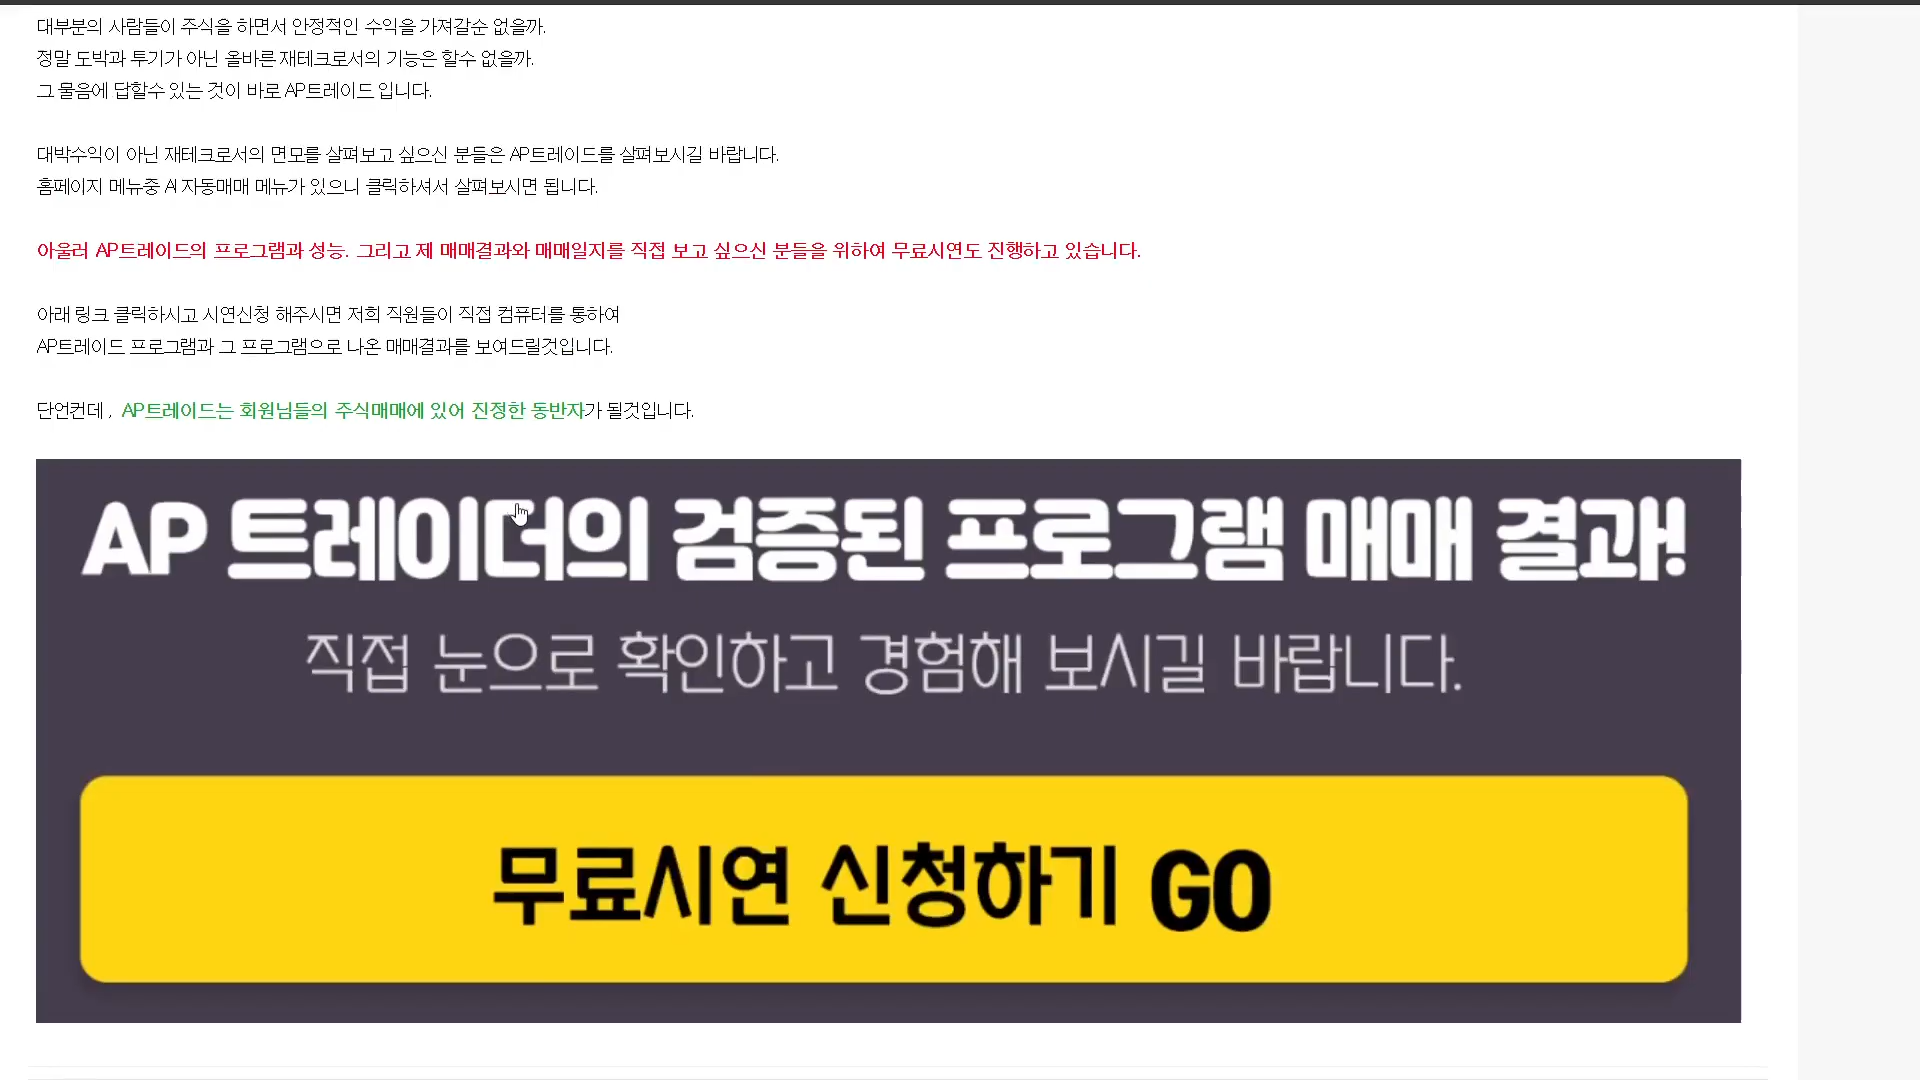 대부분의 사람들이 주식을 하면서 안정적인 수익을 가져갈순 없을까.
정말 도박과 투기가 아닌 올바른 재테크로서의 기능은 할수 없을까.
그 물음에 답할수 있는 것이 바로 AP트레이드 입니다.
대박수익이 아닌 재테크로서의 면모를 살펴보고 싶으신 분들은 AP트레이드를 살펴보시길 바랍니다.
홈페이지 메뉴중 AI 자동매매 메뉴가 있으니 클릭하셔서 살펴보시면 됩니다.
아울러 AP트레이드의 프로그램과 성능. 그리고 제 매매결과와 매매일지를 직접 보고 싶으신 분들을 위하여 무료시연도 진행하고 있습니다.
아래 링크 클릭하시고 시연신청 해주시면 저희 직원들이 직접 컴퓨터를 통하여
AP트레이드 프로그램과 그 프로그램으로 나온 매매결과를 보여드릴것입니다.
단언컨데 , AP트레이드는 회원님들의 주식매매에 있어 진정한 동반자가 될것입니다.
AP 트레이더의 검증된 프로그램 매매 결과!
직접 눈으로 확인하고 경험해 보시길 바랍니다.
무료시연 신청하기 GO